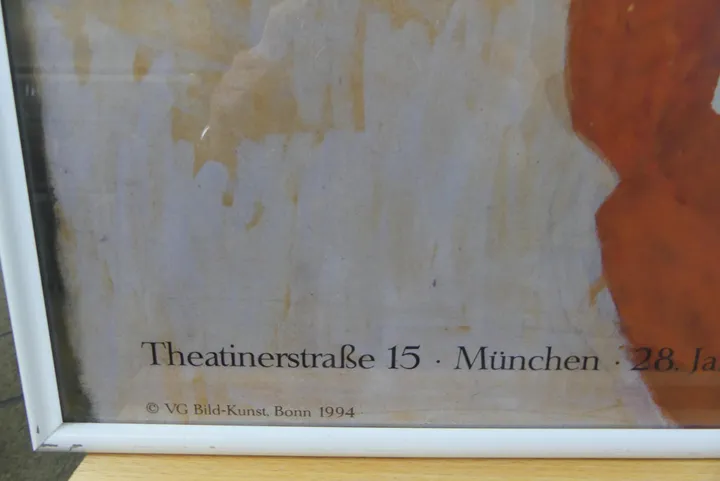 Theatinerstraße 15 · München · 28. Ja
© VG Bild-Kunst, Bonn 1994